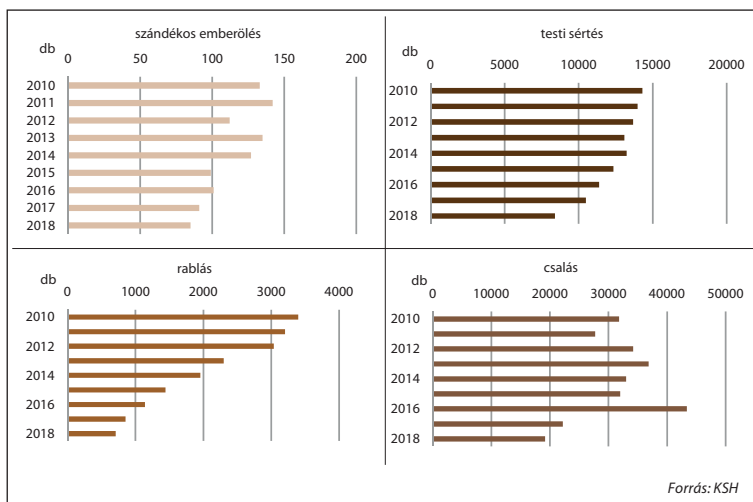 szándékos emberölés
db
0 50 100 150 200
2010
2011
2012
2013
2014
2015
2016
2017
2018
testi sértés
db
0 5000 10000 15000 20000
2010
2012
2014
2016
2018
rablás
db
0 1000 2000 3000 4000
2010
2012
2014
2016
2018
csalás
db
0 10000 20000 30000 40000 50000
2010
2012
2014
2016
2018
Forrás: KSH